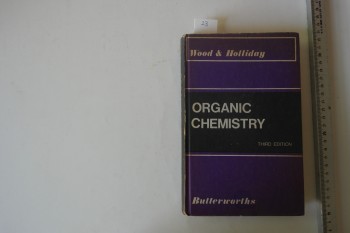 Wood & Holliday
ORGANIC
CHEMISTRY
THIRD EDITION
Butterworths